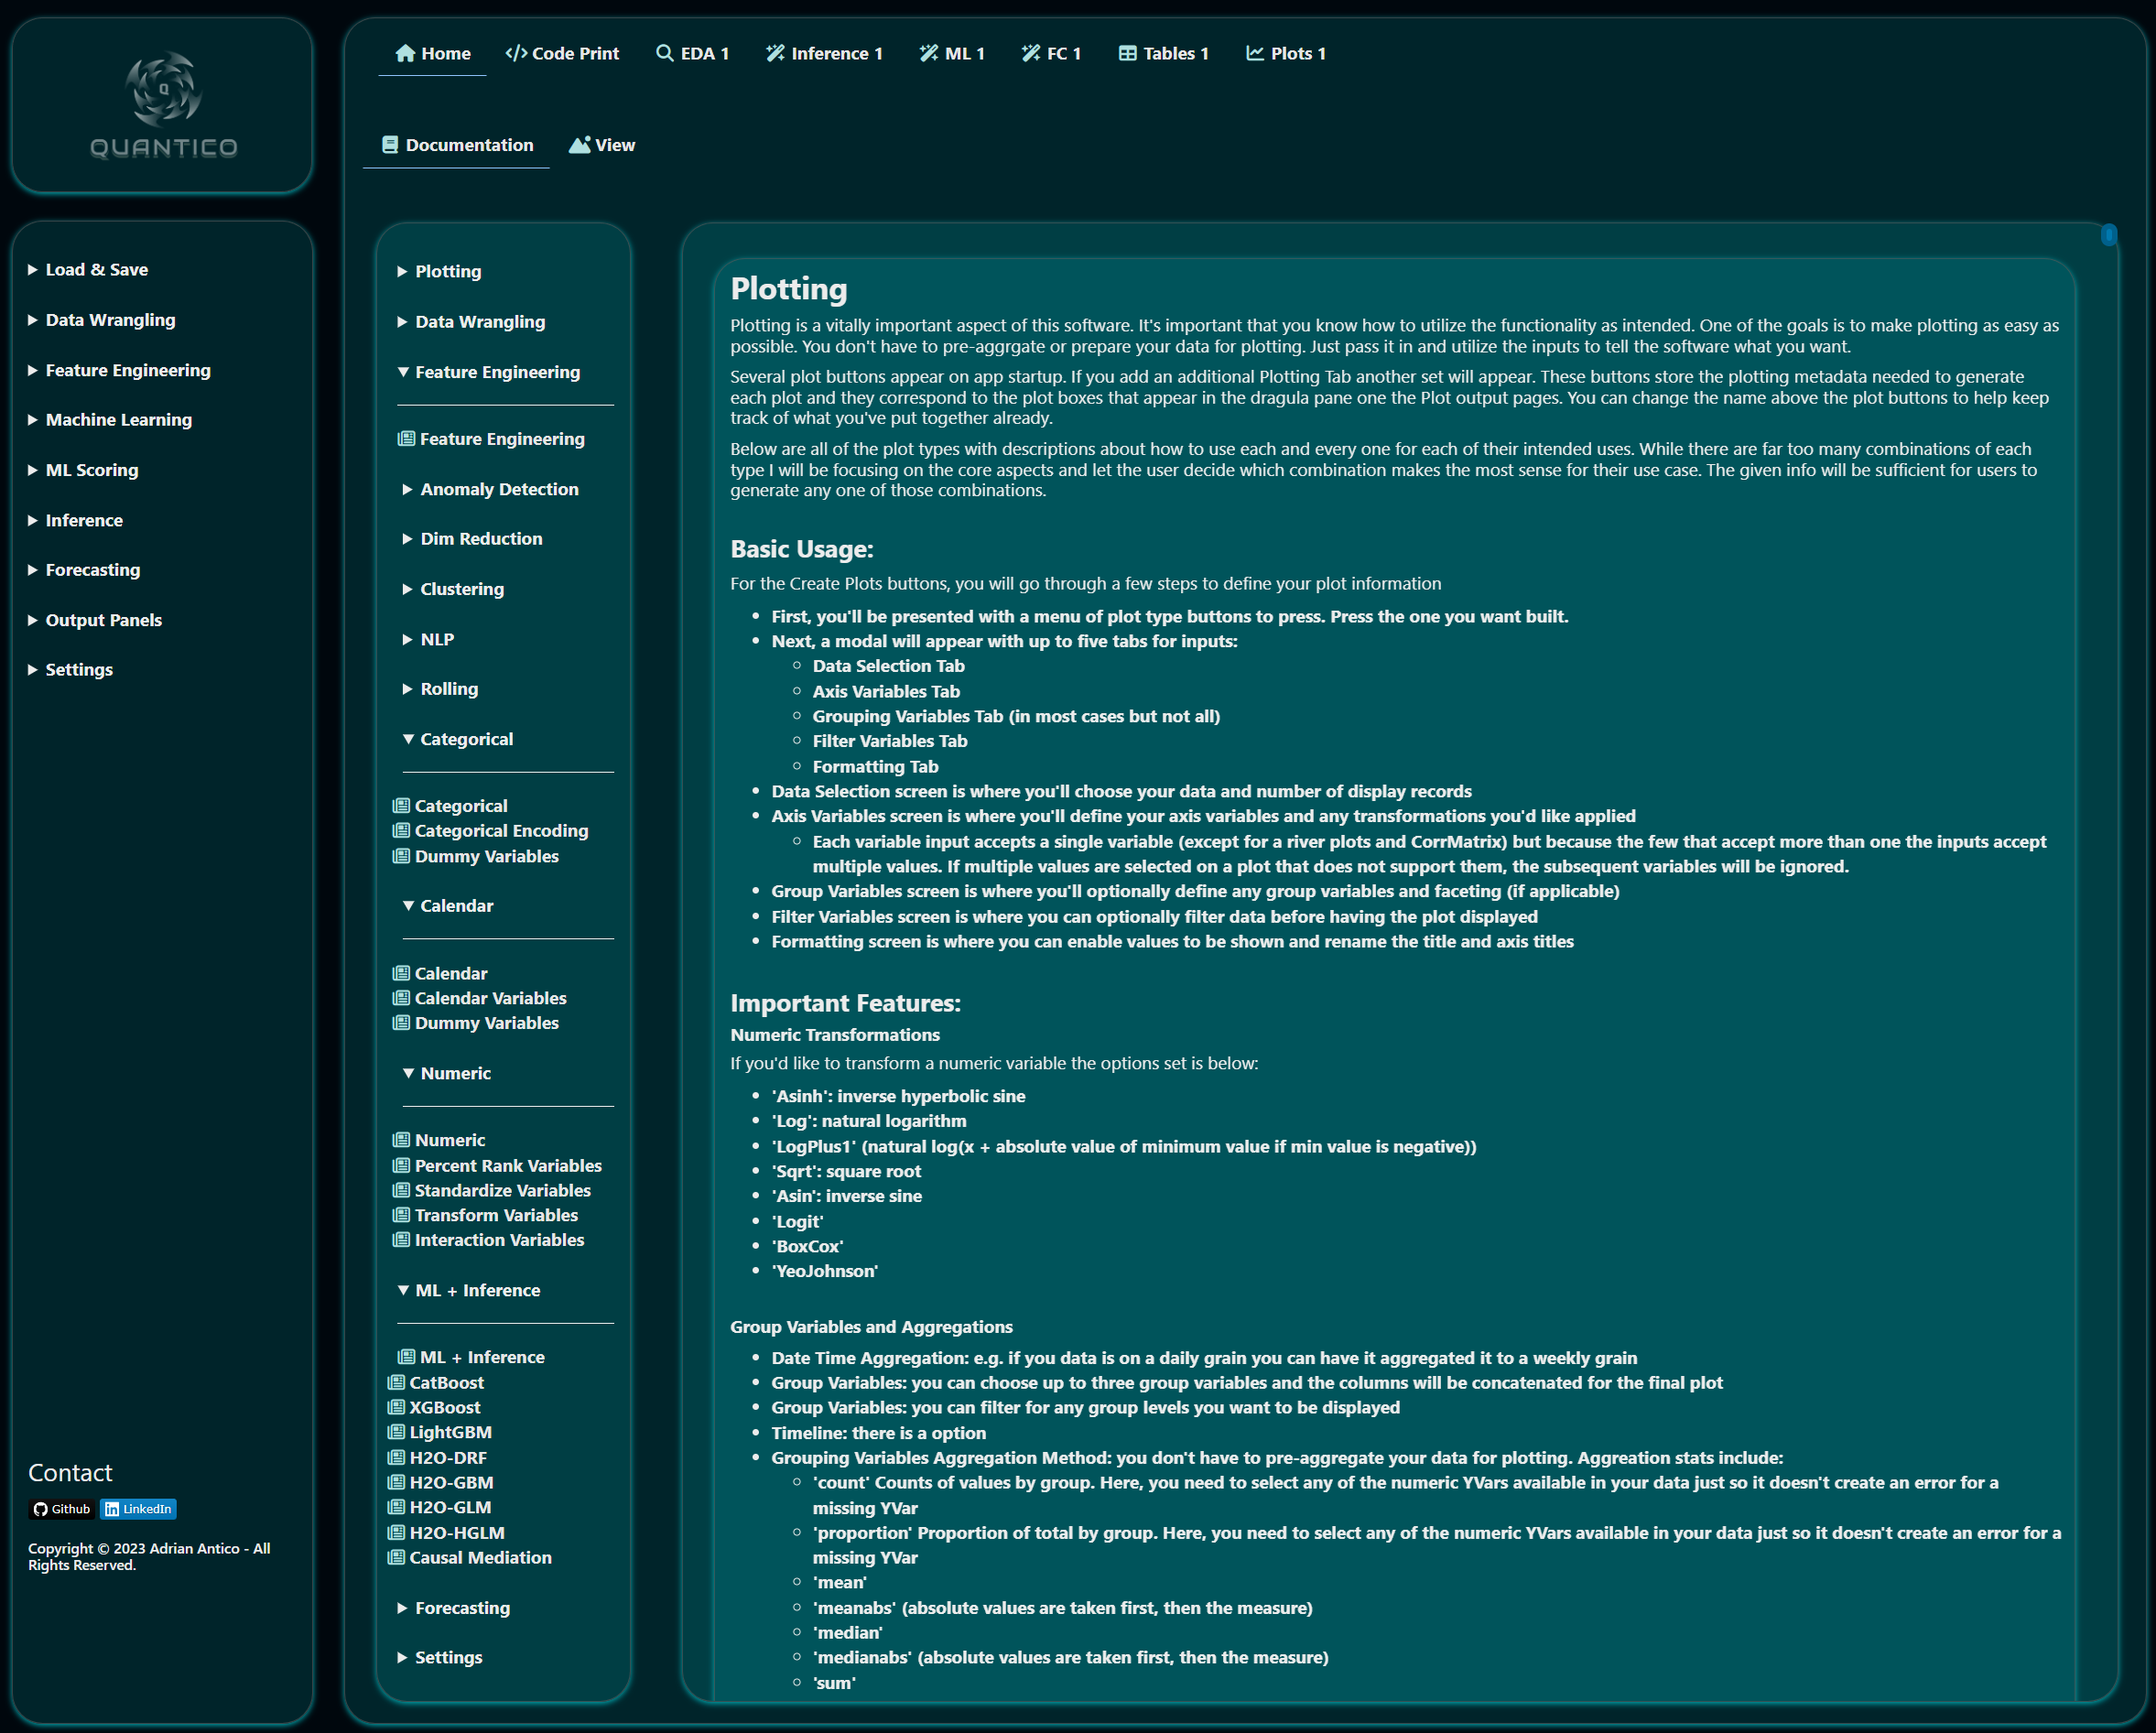 Q
QUANTICO
Load & Save
Data Wrangling
Feature Engineering
Machine Learning
ML Scoring
Inference
Forecasting
Output Panels
Settings
Contact
Github LinkedIn
Copyright © 2023 Adrian Antico - All
Rights Reserved.
Home Code Print EDA 1 Inference 1 ML 1 FC 1 Tables 1 Plots 1
Documentation View
Plotting
Data Wrangling
Feature Engineering
Feature Engineering
Anomaly Detection
Dim Reduction
Clustering
NLP
Rolling
Categorical
Categorical
Categorical Encoding
Dummy Variables
Calendar
Calendar
Calendar Variables
Dummy Variables
Numeric
Numeric
Percent Rank Variables
Standardize Variables
Transform Variables
Interaction Variables
ML + Inference
ML + Inference
CatBoost
XGBoost
LightGBM
H2O-DRF
H2O-GBM
H2O-GLM
H2O-HGLM
Causal Mediation
Forecasting
Settings
Plotting
Plotting is a vitally important aspect of this software. It's important that you know how to utilize the functionality as intended. One of the goals is to make plotting as easy as
possible. You don't have to pre-aggrgate or prepare your data for plotting. Just pass it in and utilize the inputs to tell the software what you want.
Several plot buttons appear on app startup. If you add an additional Plotting Tab another set will appear. These buttons store the plotting metadata needed to generate
each plot and they correspond to the plot boxes that appear in the dragula pane one the Plot output pages. You can change the name above the plot buttons to help keep
track of what you've put together already.
Below are all of the plot types with descriptions about how to use each and every one for each of their intended uses. While there are far too many combinations of each
type I will be focusing on the core aspects and let the user decide which combination makes the most sense for their use case. The given info will be sufficient for users to
generate any one of those combinations.
Basic Usage:
For the Create Plots buttons, you will go through a few steps to define your plot information
• First, you'll be presented with a menu of plot type buttons to press. Press the one you want built.
• Next, a modal will appear with up to five tabs for inputs:
◦ Data Selection Tab
◦ Axis Variables Tab
◦ Grouping Variables Tab (in most cases but not all)
◦ Filter Variables Tab
◦ Formatting Tab
• Data Selection screen is where you'll choose your data and number of display records
• Axis Variables screen is where you'll define your axis variables and any transformations you'd like applied
◦ Each variable input accepts a single variable (except for a river plots and CorrMatrix) but because the few that accept more than one the inputs accept
multiple values. If multiple values are selected on a plot that does not support them, the subsequent variables will be ignored.
• Group Variables screen is where you'll optionally define any group variables and faceting (if applicable)
• Filter Variables screen is where you can optionally filter data before having the plot displayed
• Formatting screen is where you can enable values to be shown and rename the title and axis titles
Important Features:
Numeric Transformations
If you'd like to transform a numeric variable the options set is below:
• 'Asinh': inverse hyperbolic sine
• 'Log': natural logarithm
• 'LogPlus1' (natural log(x + absolute value of minimum value if min value is negative))
• 'Sqrt': square root
• 'Asin': inverse sine
• 'Logit'
• 'BoxCox'
• 'YeoJohnson'
Group Variables and Aggregations
• Date Time Aggregation: e.g. if you data is on a daily grain you can have it aggregated it to a weekly grain
• Group Variables: you can choose up to three group variables and the columns will be concatenated for the final plot
• Group Variables: you can filter for any group levels you want to be displayed
• Timeline: there is a option
• Grouping Variables Aggregation Method: you don't have to pre-aggregate your data for plotting. Aggreation stats include:
◦ 'count' Counts of values by group. Here, you need to select any of the numeric YVars available in your data just so it doesn't create an error for a
missing YVar
◦ 'proportion' Proportion of total by group. Here, you need to select any of the numeric YVars available in your data just so it doesn't create an error for a
missing YVar
◦ 'mean'
◦ 'meanabs' (absolute values are taken first, then the measure)
◦ 'median'
◦ 'medianabs' (absolute values are taken first, then the measure)
◦ 'sum'